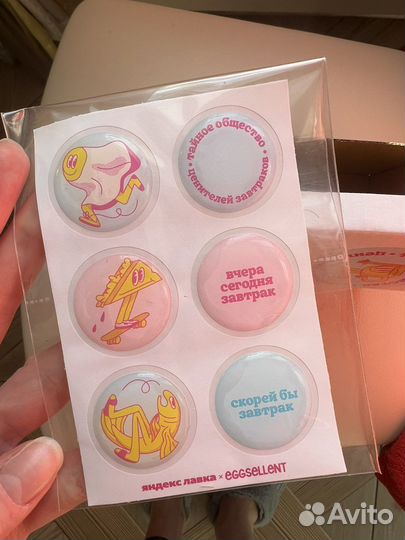 • тайное общество •
ценителей завтраков
вчера
сегодня
завтрак
скорей бы
завтрак
яндекс лавка × eggsellent
Avito